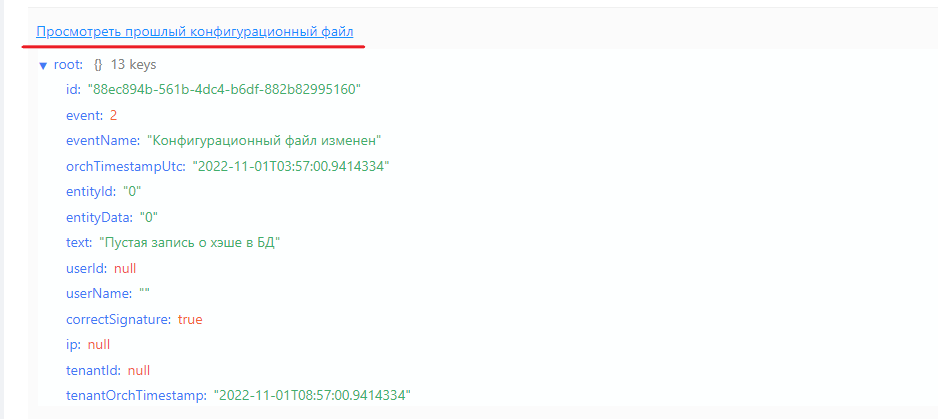 Просмотреть прошлый конфигурационный файл
▼ root: {} 13 keys
id: "88ec894b-561b-4dc4-b6df-882b82995160"
event: 2
eventName: "Конфигурационный файл изменен"
orchTimestampUtc: "2022-11-01T03:57:00.9414334"
entityId: "0"
entityData: "0"
text: "Пустая запись о хэше в БД"
userId: null
userName: ""
correctSignature: true
ip: null
tenantId: null
tenantOrchTimestamp: "2022-11-01T08:57:00.9414334"